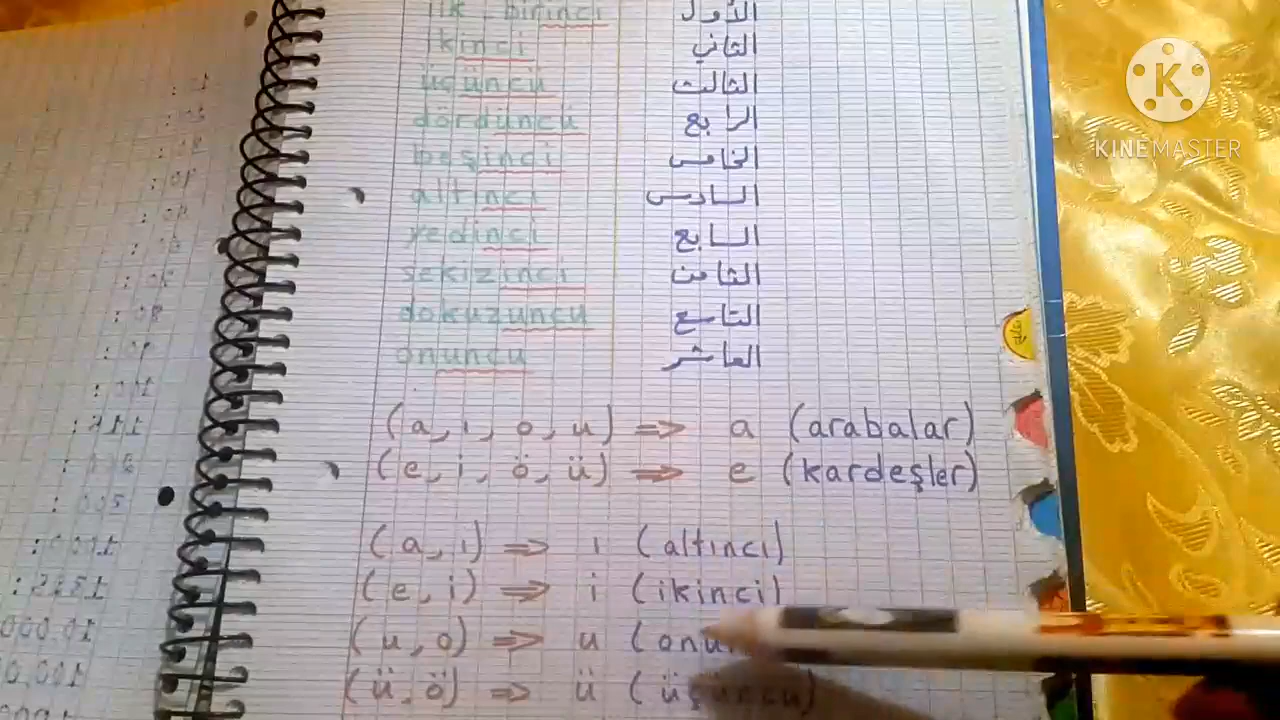 ilk - birinci الأول
ikinci الثاني
üçüncü الثالث
dördüncü الرابع
beşinci الخامس
altıncı السادس
yedinci السابع
sekizinci الثامن
dokuzuncu التاسع
onuncu العاشر
(a, ı, o, u) ⇒ a (arabalar)
(e, i, ö, ü) ⇒ e (kardeşler)
(a, ı) ⇒ ı (altıncı)
(e, i) ⇒ i (ikinci)
(u, o) ⇒ u
(ü, ö) ⇒ ü (üçüncü)
K
KINEMASTER